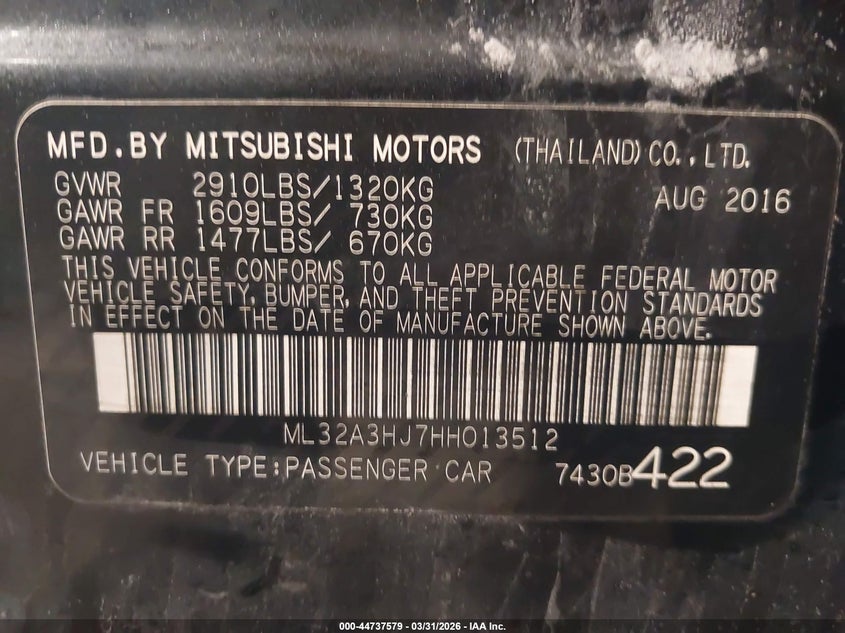 MFD.BY MITSUBISHI MOTORS (THAILAND) CO.,LTD.
GVWR 2910LBS/1320KG AUG 2016
GAWR FR 1609LBS/ 730KG
GAWR RR 1477LBS/ 670KG
THIS VEHICLE CONFORMS TO ALL APPLICABLE FEDERAL MOTOR
VEHICLE SAFETY, BUMPER, AND THEFT PREVENTION STANDARDS
IN EFFECT ON THE DATE OF MANUFACTURE SHOWN ABOVE.
ML32A3HJ7HH013512
VEHICLE TYPE:PASSENGER CAR 7430B422
000-44737579 - 03/31/2026 - IAA Inc.